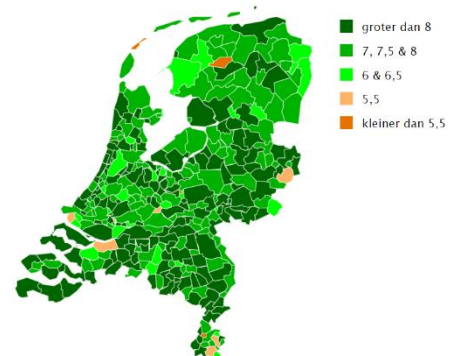 groter dan 8
7, 7,5 & 8
6 & 6,5
5,5
kleiner dan 5,5